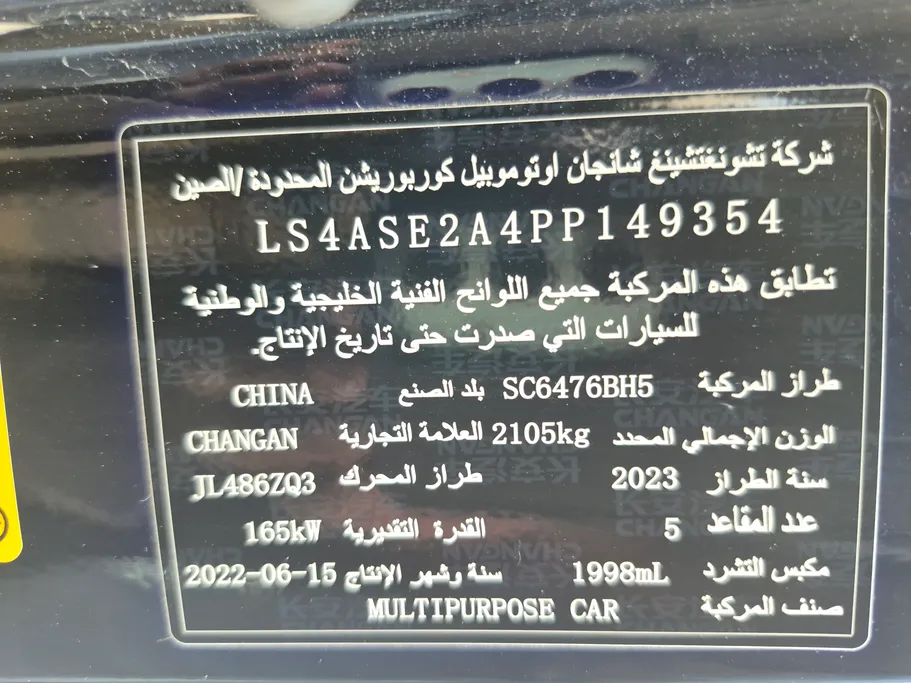 شركة تشونغتشينغ شانجان اوتوموبيل كوربوريشن المحدودة /الصين
LS4ASE2A4PP149354
تطابق هذه المركبة جميع اللوائح الفنية الخليجية والوطنية
للسيارات التي صدرت حتى تاريخ الإنتاج.
طراز المركبة SC6476BH5 بلد الصنع CHINA
الوزن الإجمالي المحدد 2105kg العلامة التجارية CHANGAN
سنة الطراز 2023 طراز المحرك JL486ZQ3
عدد المقاعد 5 القدرة التقديرية 165kW
مكبس التشرد 1998mL سنة وشهر الإنتاج 2022-06-15
صنف المركبة MULTIPURPOSE CAR